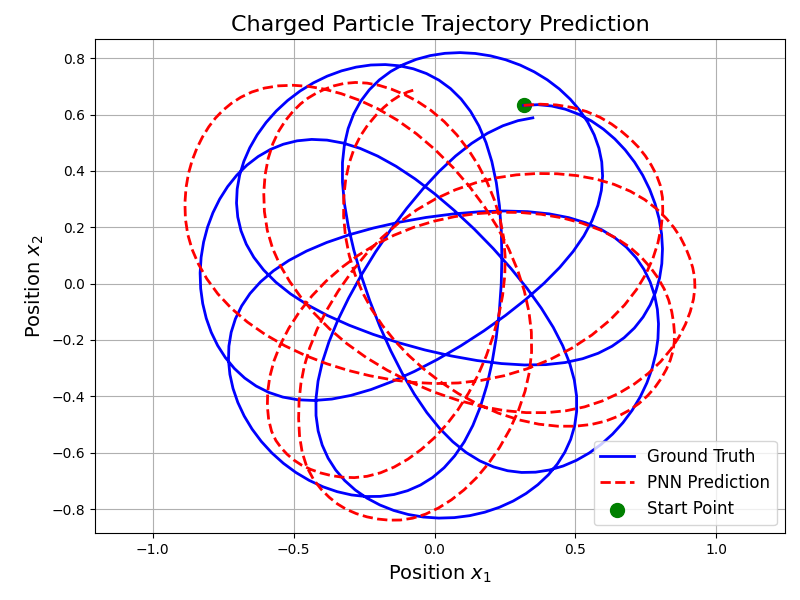 Charged Particle Trajectory Prediction
Position x₂
0.8
0.6
0.4
0.2
0.0
−0.2
−0.4
−0.6
−0.8
Ground Truth
PNN Prediction
Start Point
−1.0
−0.5
0.0
0.5
1.0
Position x₁